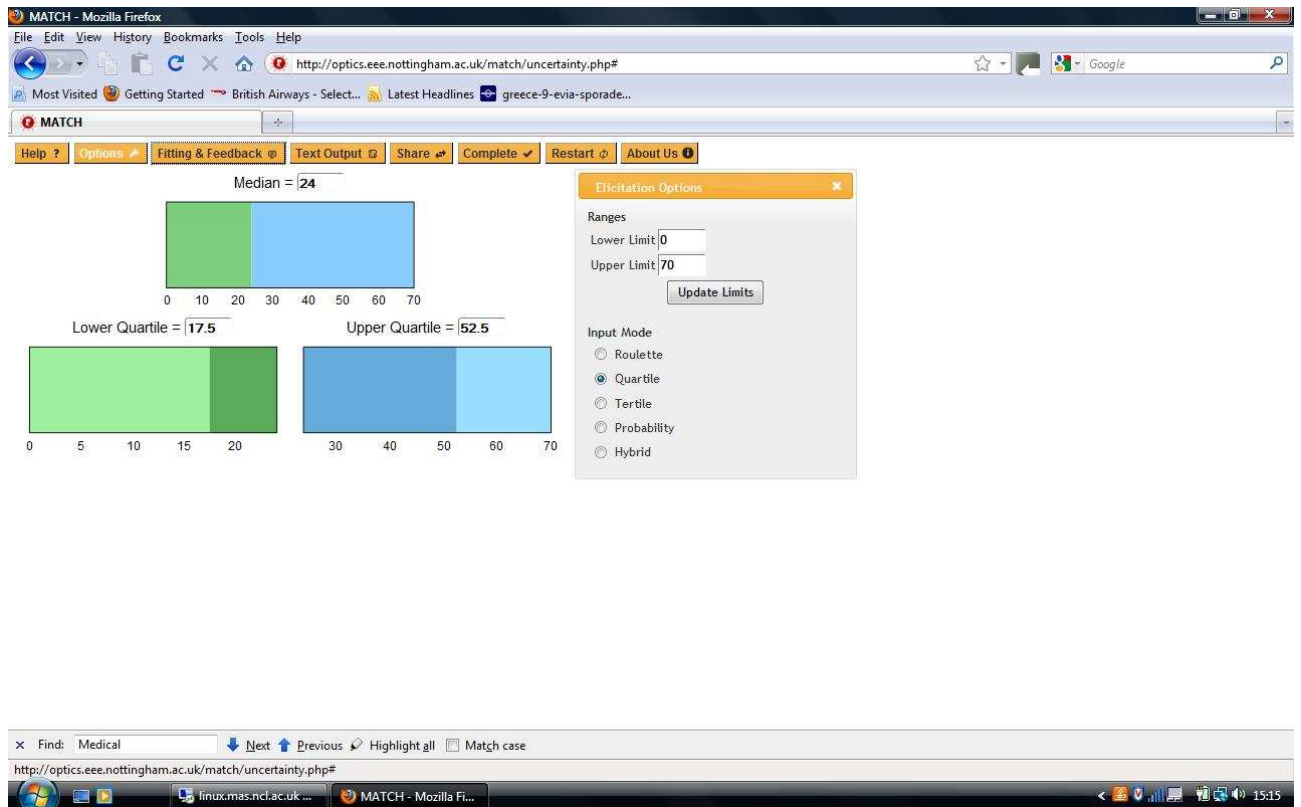 MATCH - Mozilla Firefox
File Edit View History Bookmarks Tools Help
http://optics.eee.nottingham.ac.uk/match/uncertainty.php#
Google
Most Visited Getting Started British Airways - Select... Latest Headlines greece-9-evia-sporade...
MATCH
Help ? Options Fitting & Feedback Text Output Share Complete Restart About Us
Median = 24
0 10 20 30 40 50 60 70
Lower Quartile = 17.5 Upper Quartile = 52.5
0 5 10 15 20 30 40 50 60 70
Elicitation Options
Ranges
Lower Limit 0
Upper Limit 70
Update Limits
Input Mode
Roulette
Quartile
Tertile
Probability
Hybrid
Find: Medical Next Previous Highlight all Match case
http://optics.eee.nottingham.ac.uk/match/uncertainty.php#
linux.mas.ncl.ac.uk ... MATCH - Mozilla Fi... 15:15